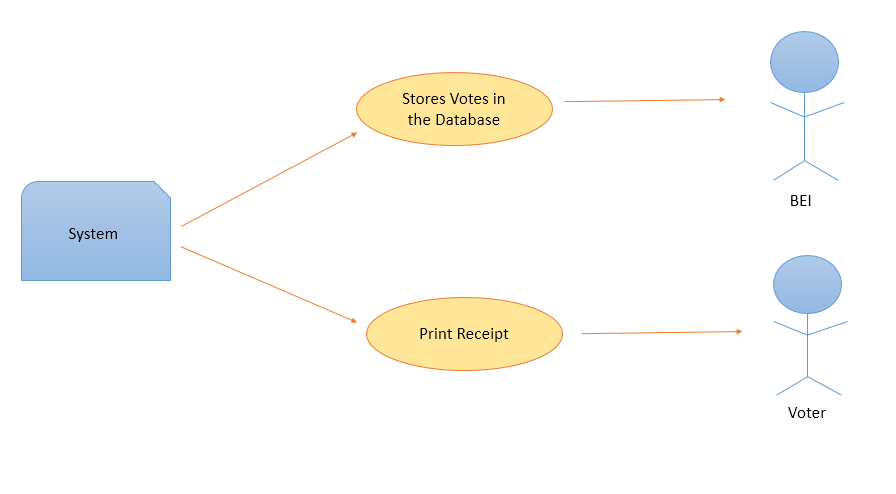 Stores Votes in
the Database
BEI
System
Print Receipt
Voter